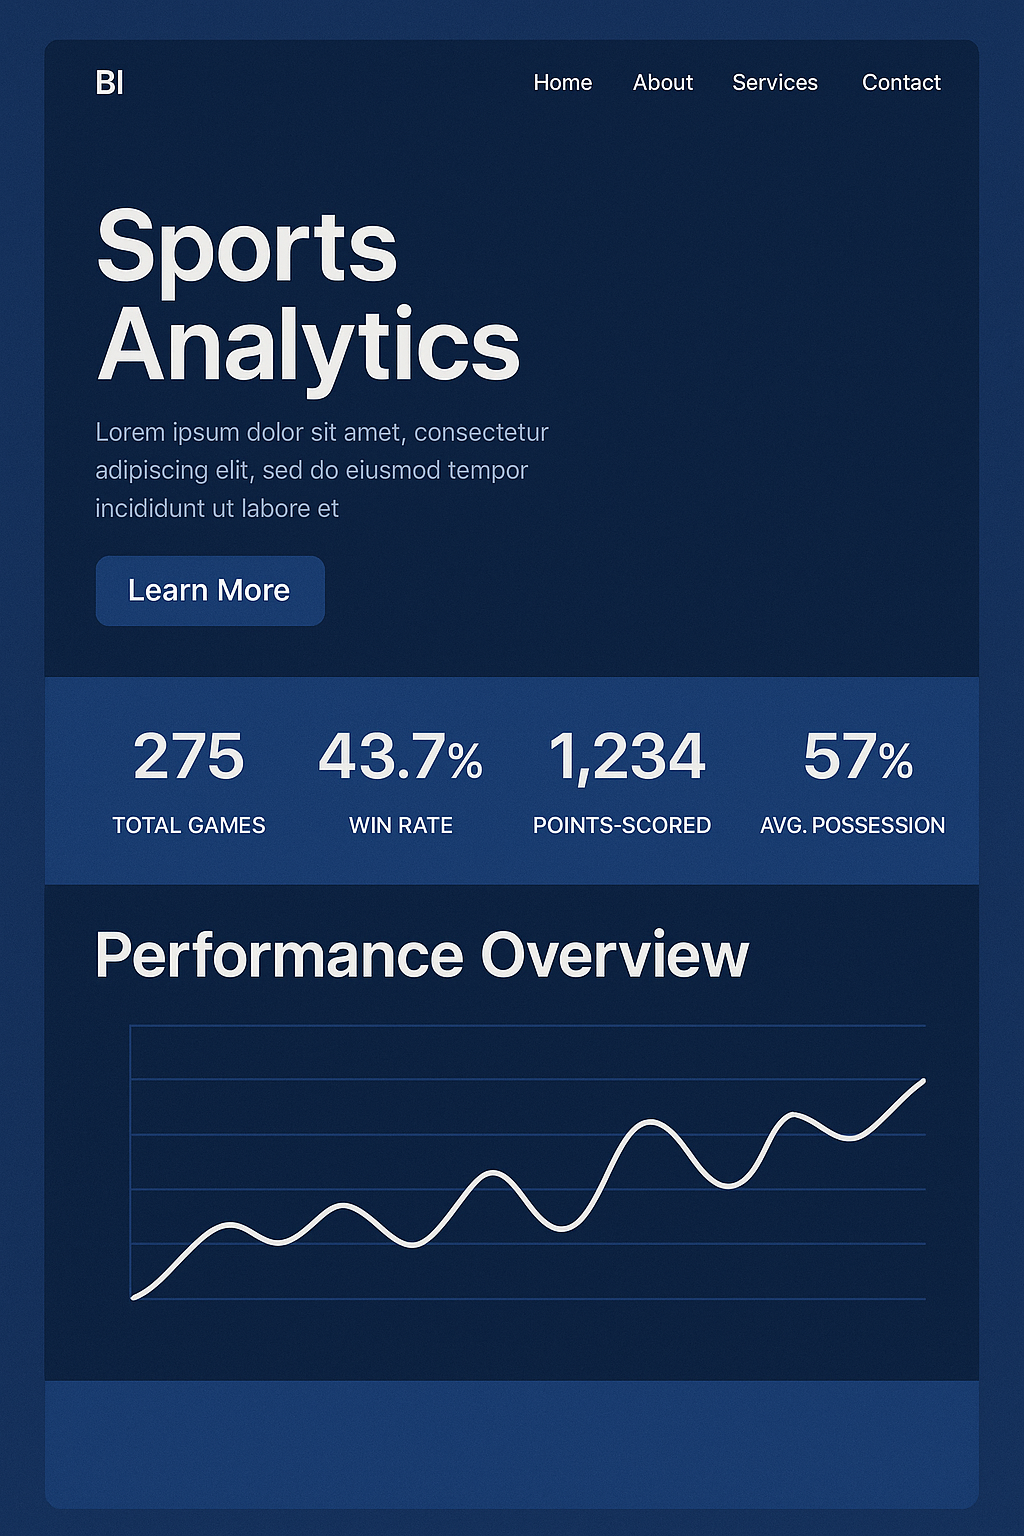 BI
Home About Services Contact
Sports
Analytics
Lorem ipsum dolor sit amet, consectetur
adipiscing elit, sed do eiusmod tempor
incididunt ut labore et
Learn More
275 43.7% 1,234 57%
TOTAL GAMES WIN RATE POINTS-SCORED AVG. POSSESSION
Performance Overview